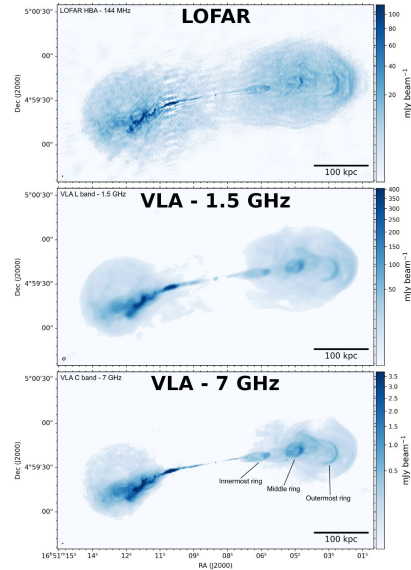 LOFAR
LOFAR HBA - 144 MHz
5°00'30"
00"
4°59'30"
00'
Dec (J2000)
100 kpc
100
80
60
40
20
mJy beam⁻¹
VLA - 1.5 GHz
VLA L band - 1.5 GHz
5°00'30"
00"
4°59'30"
00'
Dec (J2000)
100 kpc
400
350
300
250
200
150
100
50
mJy beam⁻¹
VLA - 7 GHz
VLA C band - 7 GHz
5°00'30"
00"
4°59'30"
00"
Dec (J2000)
Innermost ring
Middle ring
Outermost ring
100 kpc
3.5
3.0
2.5
2.0
1.5
1.0
0.5
mJy beam⁻¹
16ʰ51ᵐ15ˢ 14ˢ 12ˢ 11ˢ 09ˢ 08ˢ 06ˢ 05ˢ 03ˢ 01ˢ
RA (J2000)